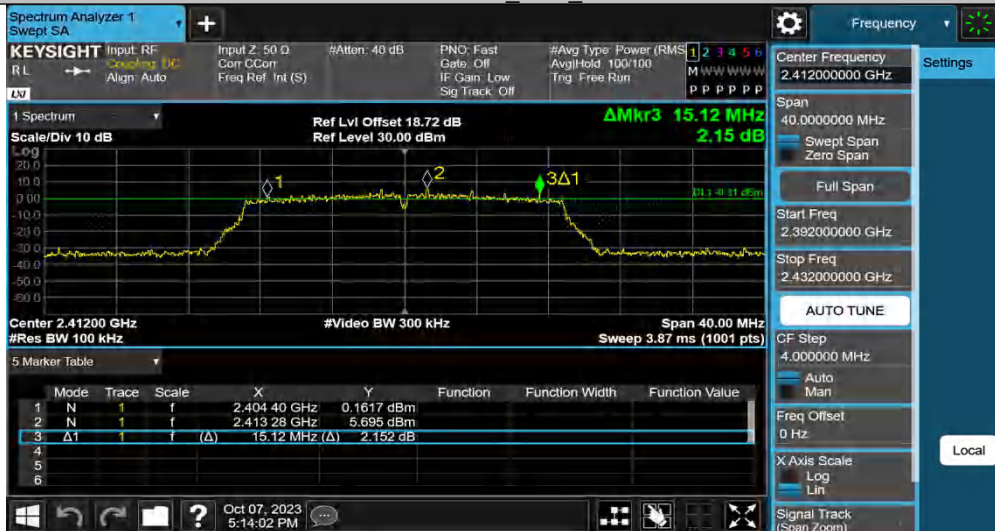 Spectrum Analyzer 1
Swept SA
Frequency
KEYSIGHT
RL
LXI
Input: RF
Coupling: DC
Align: Auto
Input Z: 50 Ω
Corr CCorr
Freq Ref: Int (S)
#Atten: 40 dB
PNO: Fast
Gate: Off
IF Gain: Low
Sig Track: Off
#Avg Type: Power (RMS
Avg|Hold: 100/100
Trig: Free Run
1 2 3 4 5 6
M W W W W W
P P P P P P
1 Spectrum
Scale/Div 10 dB
Ref Lvl Offset 18.72 dB
Ref Level 30.00 dBm
ΔMkr3 15.12 MHz
2.15 dB
Log
20.0
10.0
0.00
-10.0
-20.0
-30.0
-40.0
-50.0
-60.0
1
2
3Δ1
DL1 -0.31 dBm
Center 2.41200 GHz
#Res BW 100 kHz
#Video BW 300 kHz
Span 40.00 MHz
Sweep 3.87 ms (1001 pts)
5 Marker Table
Mode Trace Scale X Y Function Function Width Function Value
1 N 1 f 2.404 40 GHz 0.1617 dBm
2 N 1 f 2.413 28 GHz 5.695 dBm
3 Δ1 1 f (Δ) 15.12 MHz (Δ) 2.152 dB
4
5
6
Oct 07, 2023
5:14:02 PM
Center Frequency
2.412000000 GHz
Span
40.0000000 MHz
Swept Span
Zero Span
Full Span
Start Freq
2.392000000 GHz
Stop Freq
2.432000000 GHz
AUTO TUNE
CF Step
4.000000 MHz
Auto
Man
Freq Offset
0 Hz
X Axis Scale
Log
Lin
Signal Track
(Span Zoom)
Settings
Local